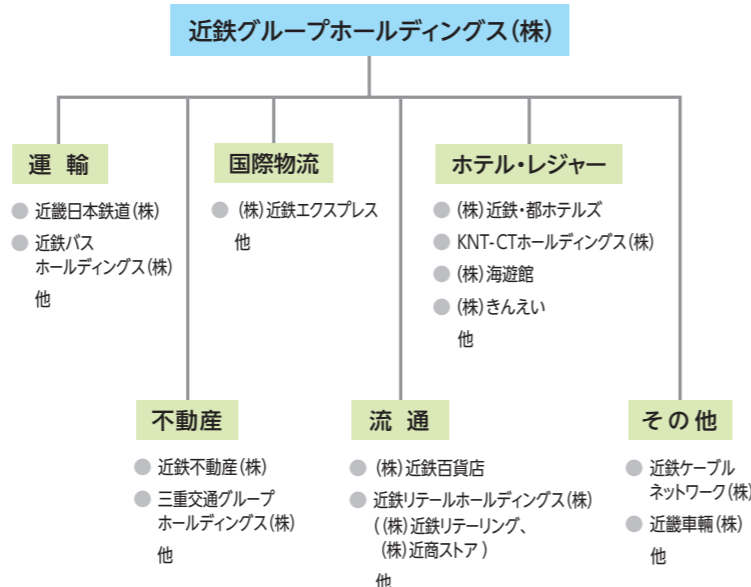 近鉄グループホールディングス(株)
運 輸
● 近畿日本鉄道(株)
● 近鉄バス
ホールディングス(株)
他
国際物流
● (株)近鉄エクスプレス
他
ホテル・レジャー
● (株)近鉄・都ホテルズ
● KNT-CTホールディングス(株)
● (株)海遊館
● (株)きんえい
他
不動産
● 近鉄不動産(株)
● 三重交通グループ
ホールディングス(株)
他
流 通
● (株)近鉄百貨店
● 近鉄リテールホールディングス(株)
((株)近鉄リテーリング、
(株)近商ストア)
他
その他
● 近鉄ケーブル
ネットワーク(株)
● 近畿車輛(株)
他